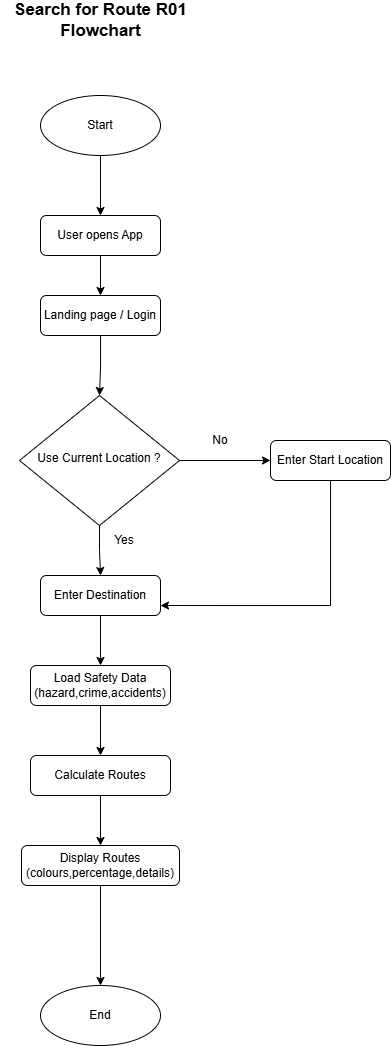 Search for Route R01
Flowchart
Start
User opens App
Landing page / Login
Use Current Location ?
No
Enter Start Location
Yes
Enter Destination
Load Safety Data
(hazard,crime,accidents)
Calculate Routes
Display Routes
(colours,percentage,details)
End